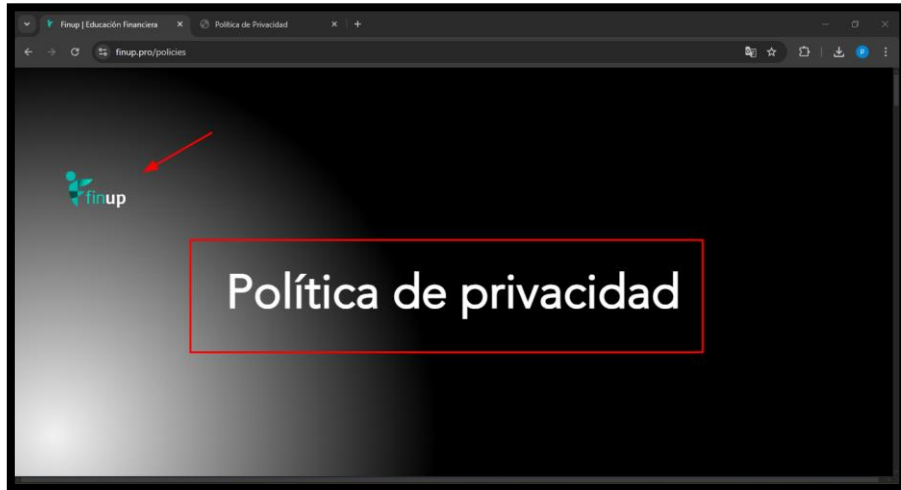 Finup | Educación Financiera
Política de Privacidad
finup.pro/policies
finup
Política de privacidad